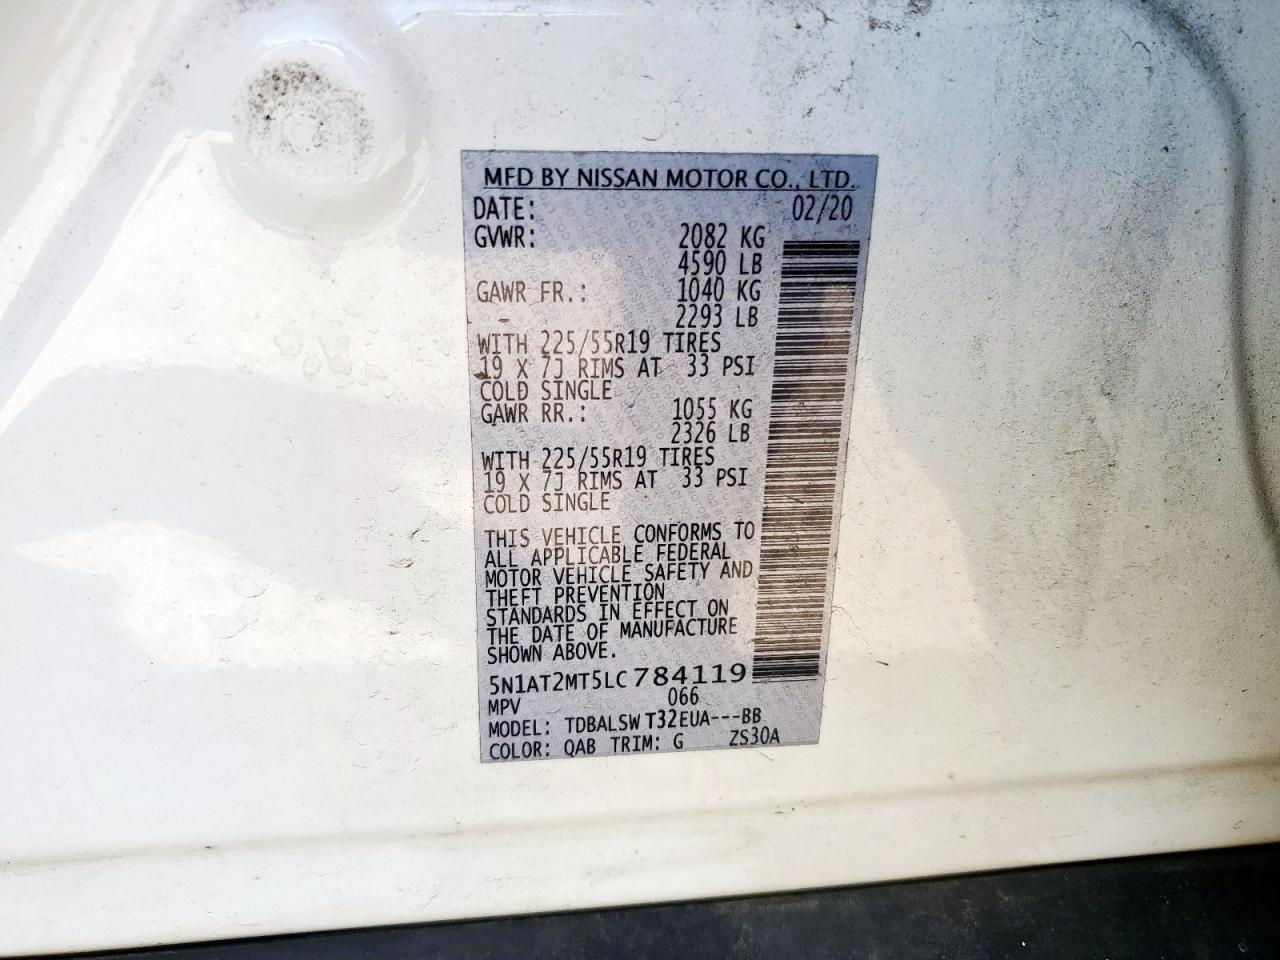 MFD BY NISSAN MOTOR CO., LTD.
DATE: 02/20
GVWR: 2082 KG
4590 LB
GAWR FR.: 1040 KG
2293 LB
WITH 225/55R19 TIRES
19 X 7J RIMS AT 33 PSI
COLD SINGLE
GAWR RR.: 1055 KG
2326 LB
WITH 225/55R19 TIRES
19 X 7J RIMS AT 33 PSI
COLD SINGLE
THIS VEHICLE CONFORMS TO
ALL APPLICABLE FEDERAL
MOTOR VEHICLE SAFETY AND
THEFT PREVENTION
STANDARDS IN EFFECT ON
THE DATE OF MANUFACTURE
SHOWN ABOVE.
5N1AT2MT5LC784119
MPV 066
MODEL: TDBALSW T32EUA---BB
COLOR: QAB TRIM: G ZS30A